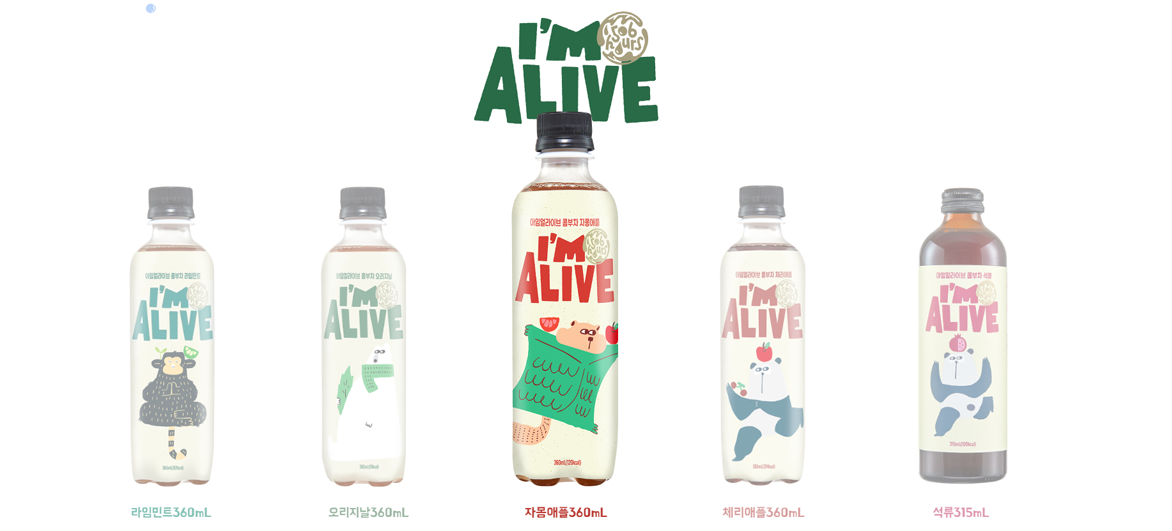 I'M
ALIVE
sob
yours
아임얼라이브 콤부차 라임민트
I'M
ALIVE
아임얼라이브 콤부차 오리지날
I'M
ALIVE
아임얼라이브 콤부차 자몽애플
I'M
ALIVE
sob
yours
360mL(120kcal)
아임얼라이브 콤부차 체리애플
I'M
ALIVE
아임얼라이브 콤부차 석류
I'M
ALIVE
라임민트360mL
오리지날360mL
자몽애플360mL
체리애플360mL
석류315mL